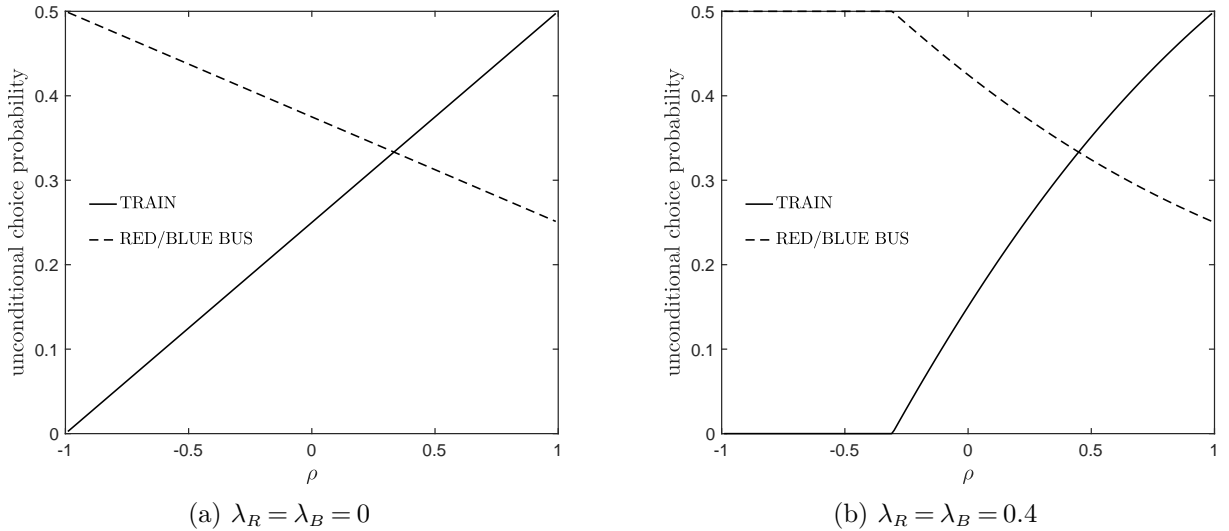 unconditional choice probability
0.5
0.4
0.3
0.2
0.1
0
TRAIN
RED/BLUE BUS
-1
-0.5
0
0.5
1
ρ
(a) λ_R = λ_B = 0
unconditional choice probability
0.5
0.4
0.3
0.2
0.1
0
TRAIN
RED/BLUE BUS
-1
-0.5
0
0.5
1
ρ
(b) λ_R = λ_B = 0.4